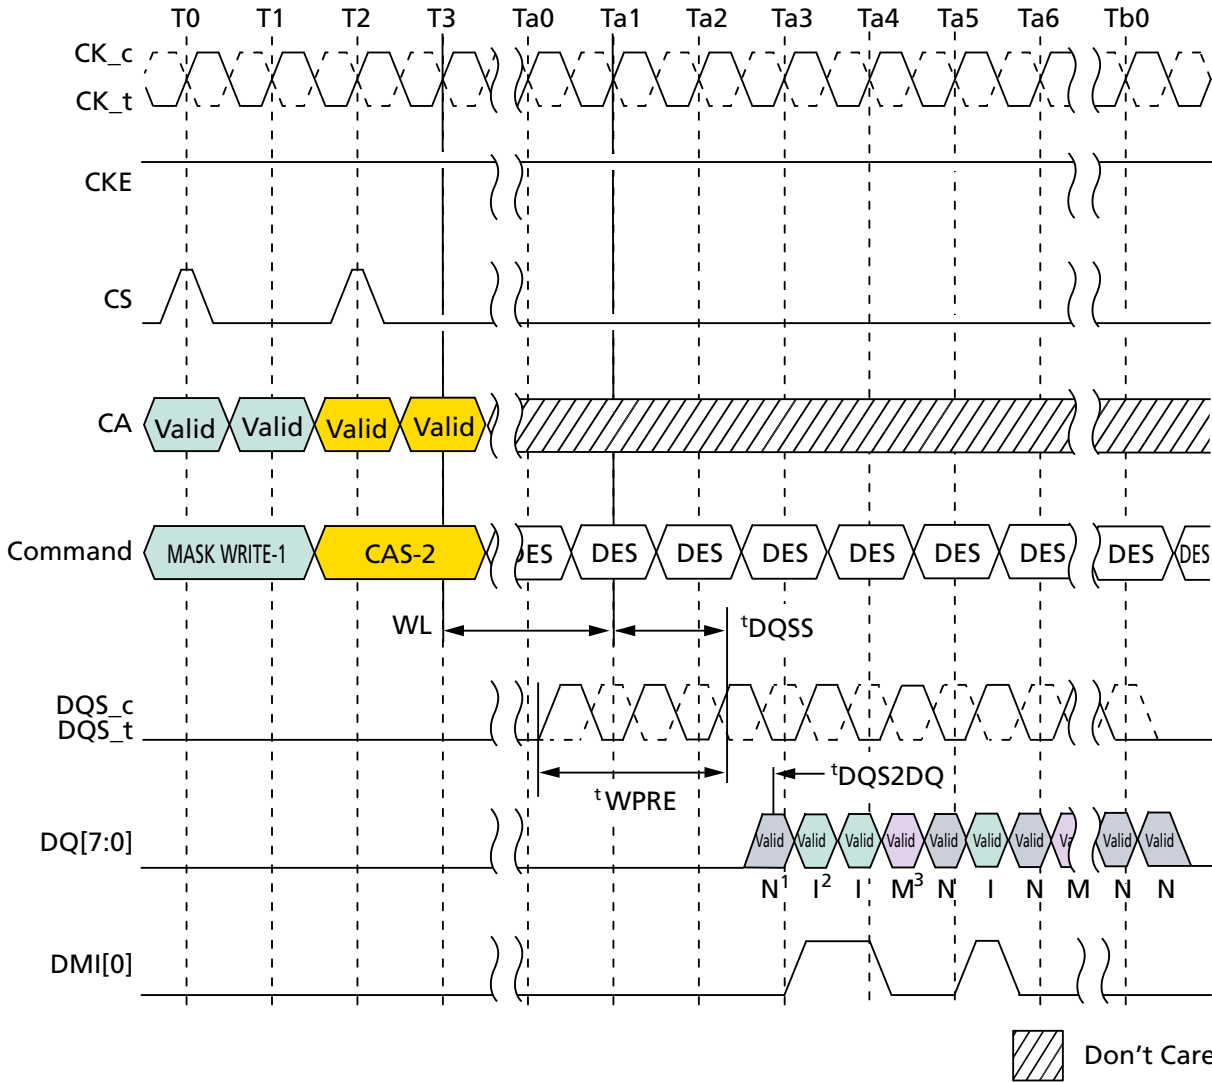 T0 T1 T2 T3 Ta0 Ta1 Ta2 Ta3 Ta4 Ta5 Ta6 Tb0
CK_c
CK_t
CKE
CS
CA Valid Valid Valid Valid
Command MASK WRITE-1 CAS-2 DES DES DES DES DES DES DES DES DES
WL tDQSS
DQS_c
DQS_t
tDQS2DQ
tWPRE
DQ[7:0] Valid Valid Valid Valid Valid Valid Valid Va Valid Valid
N1 I2 I M3 N I N M N N
DMI[0]
Don't Care